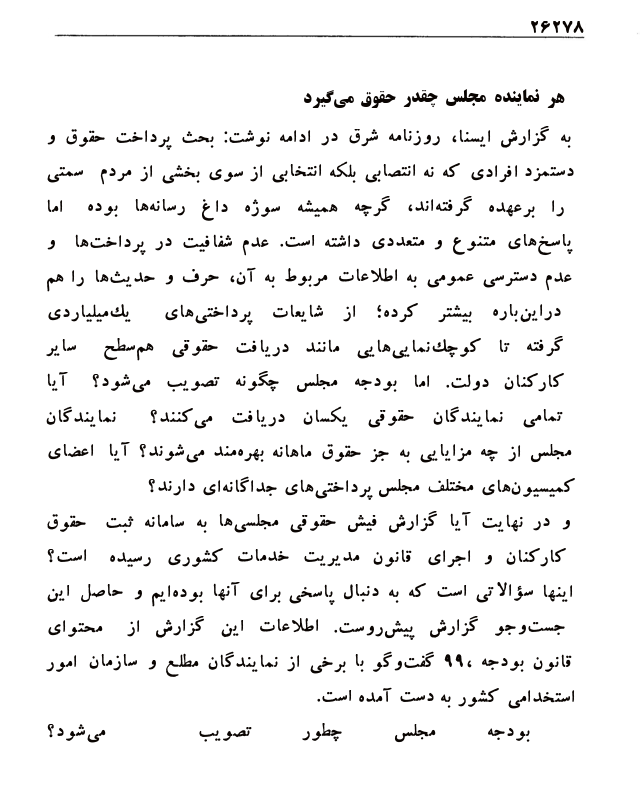 ۲۶۲۷۸
هر نماینده مجلس چقدر حقوق می‌گیرد
به گزارش ایسنا، روزنامه شرق در ادامه نوشت: بحث پرداخت حقوق و
دستمزد افرادی که نه انتصابی بلکه انتخابی از سوی بخشی از مردم سمتی
را برعهده گرفته‌اند، گرچه همیشه سوژه داغ رسانه‌ها بوده اما
پاسخ‌های متنوع و متعددی داشته است. عدم شفافیت در پرداخت‌ها و
عدم دسترسی عمومی به اطلاعات مربوط به آن، حرف و حدیث‌ها را هم
دراین‌باره بیشتر کرده؛ از شایعات پرداختی‌های یك‌میلیاردی
گرفته تا کوچك‌نمایی‌هایی مانند دریافت حقوقی هم‌سطح سایر
کارکنان دولت. اما بودجه مجلس چگونه تصویب می‌شود؟ آیا
تمامی نمایندگان حقوقی یکسان دریافت می‌کنند؟ نمایندگان
مجلس از چه مزایایی به جز حقوق ماهانه بهره‌مند می‌شوند؟ آیا اعضای
کمیسیون‌های مختلف مجلس پرداختی‌های جداگانه‌ای دارند؟
و در نهایت آیا گزارش فیش حقوقی مجلسی‌ها به سامانه ثبت حقوق
کارکنان و اجرای قانون مدیریت خدمات کشوری رسیده است؟
اینها سؤالاتی است که به دنبال پاسخی برای آنها بوده‌ایم و حاصل این
جست‌وجو گزارش پیش‌روست. اطلاعات این گزارش از محتوای
قانون بودجه ۹۹، گفت‌وگو با برخی از نمایندگان مطلع و سازمان امور
استخدامی کشور به دست آمده است.
بودجه مجلس چطور تصویب می‌شود؟